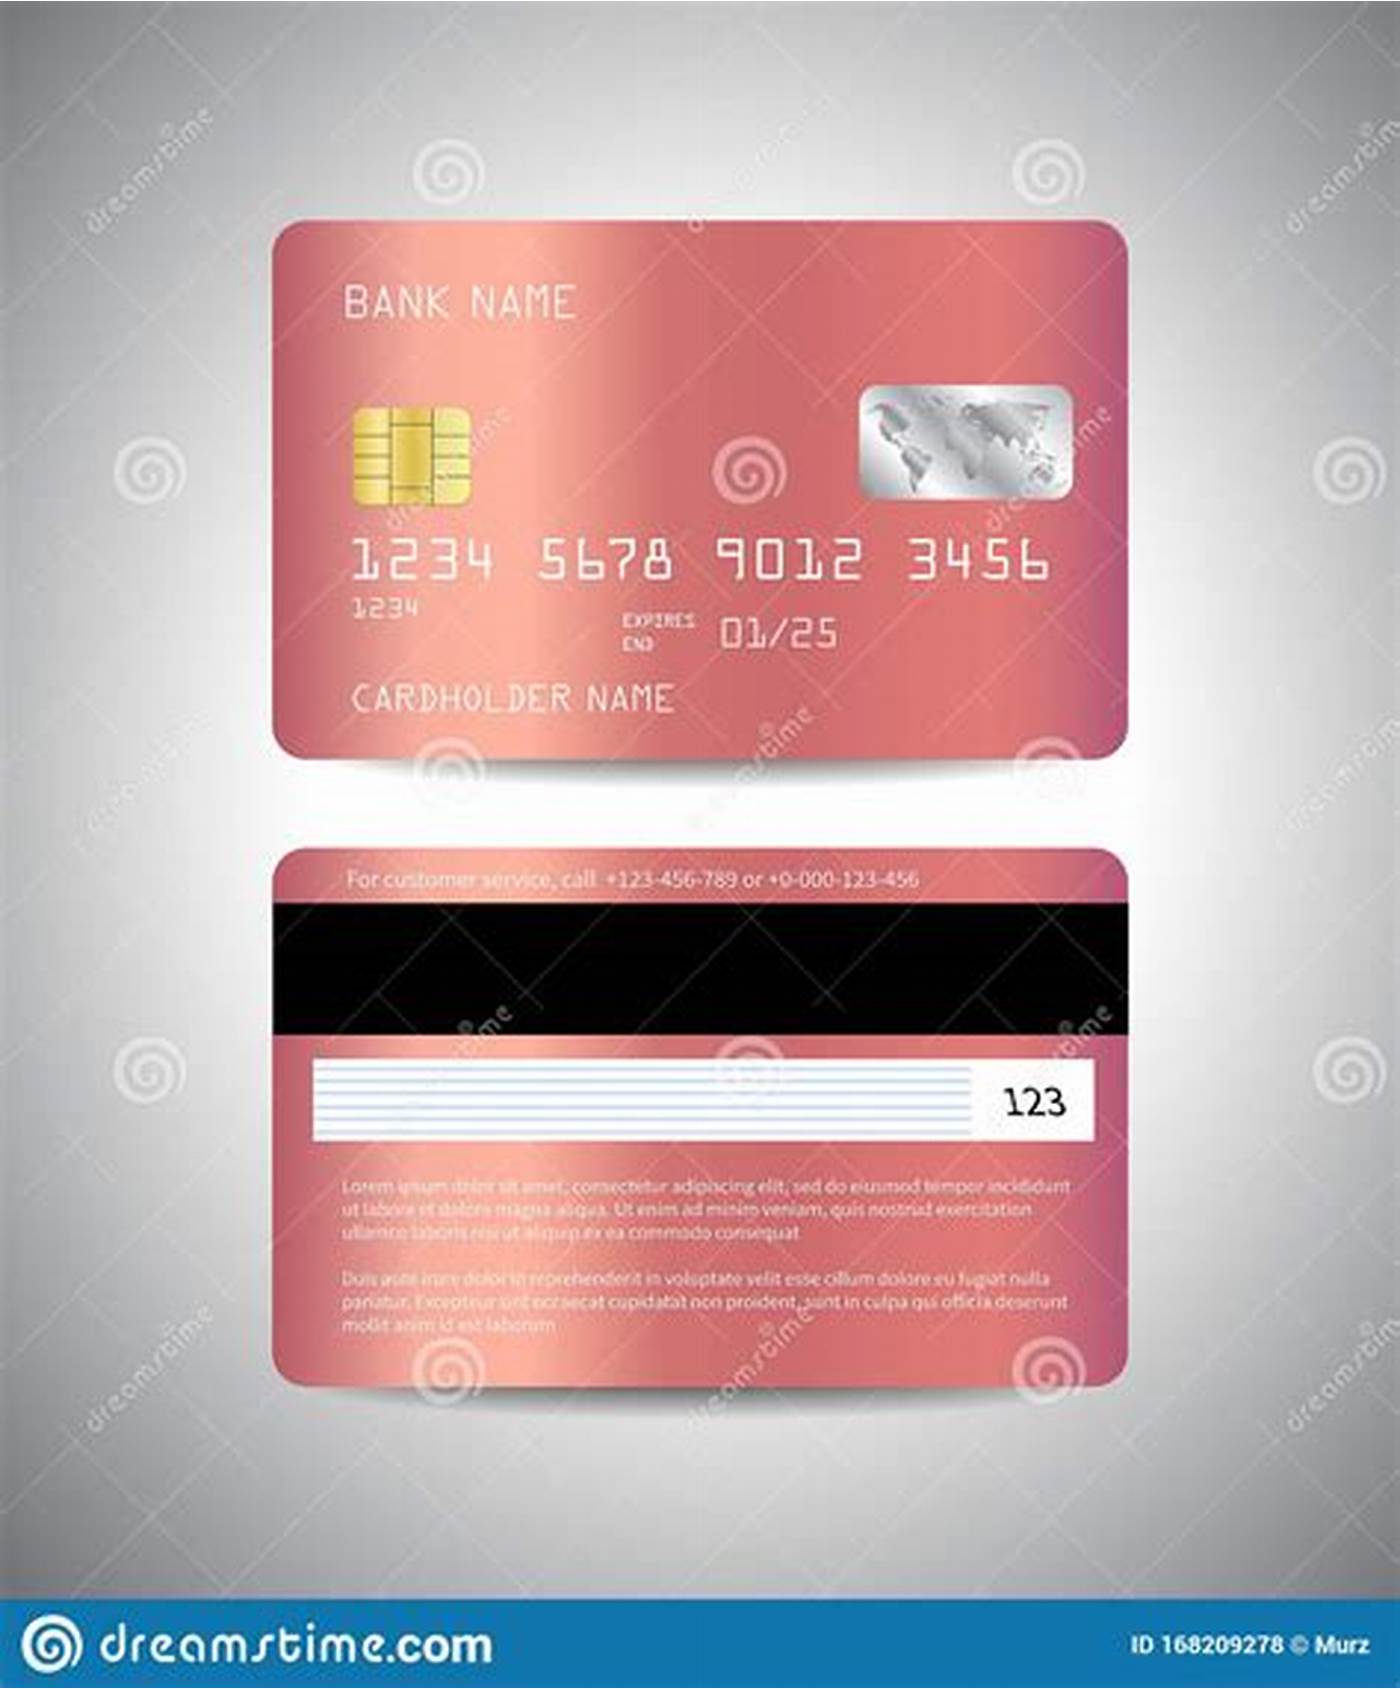 BANK NAME
1234 5678 9012 3456
1234
EXPIRES
END
01/25
CARDHOLDER NAME
For customer service, call +123-456-789 or +0-000-123-456
123
Lorem ipsum dolor sit amet, consectetur adipiscing elit, sed do eiusmod tempor incididunt
ut labore et dolore magna aliqua. Ut enim ad minim veniam, quis nostrud exercitation
ullamco laboris nisi ut aliquip ex ea commodo consequat
Duis aute irure dolor in reprehenderit in voluptate velit esse cillum dolore eu fugiat nulla
pariatur. Excepteur sint occaecat cupidatat non proident, sunt in culpa qui officia deserunt
mollit anim id est laborum
dreamstime.com
ID 168209278 © Murz